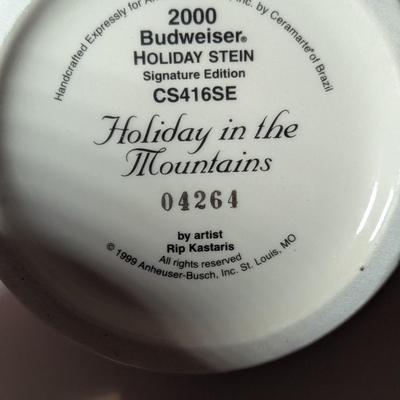 Handcrafted Expressly for An Inc. by Ceramarte® of Brazil
2000
Budweiser®
HOLIDAY STEIN
Signature Edition
CS416SE
Holiday in the
Mountains
04264
by artist
Rip Kastaris
All rights reserved
© 1999 Anheuser-Busch, Inc. St. Louis, MO